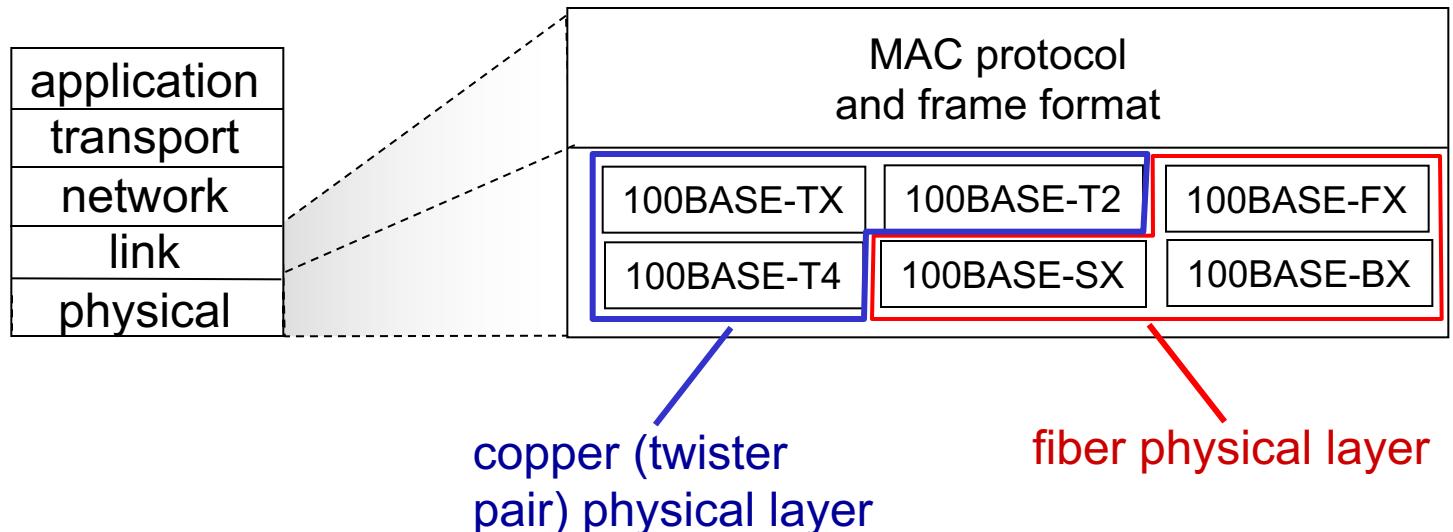 application
transport
network
link
physical
MAC protocol
and frame format
100BASE-TX
100BASE-T2
100BASE-FX
100BASE-T4
100BASE-SX
100BASE-BX
copper (twister
pair) physical layer
fiber physical layer